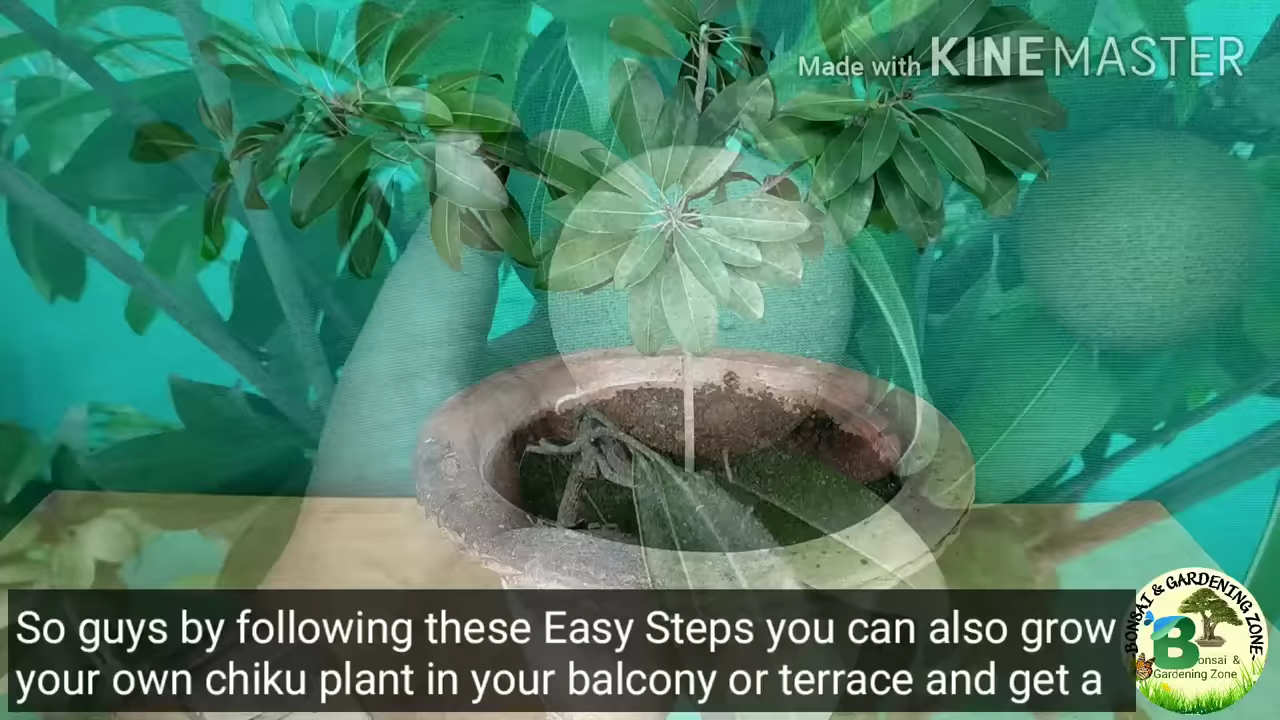 Made with KINEMASTER
So guys by following these Easy Steps you can also grow
your own chiku plant in your balcony or terrace and get a
BONSAI & GARDENING ZONE
B
Bonsai &
Gardening Zone